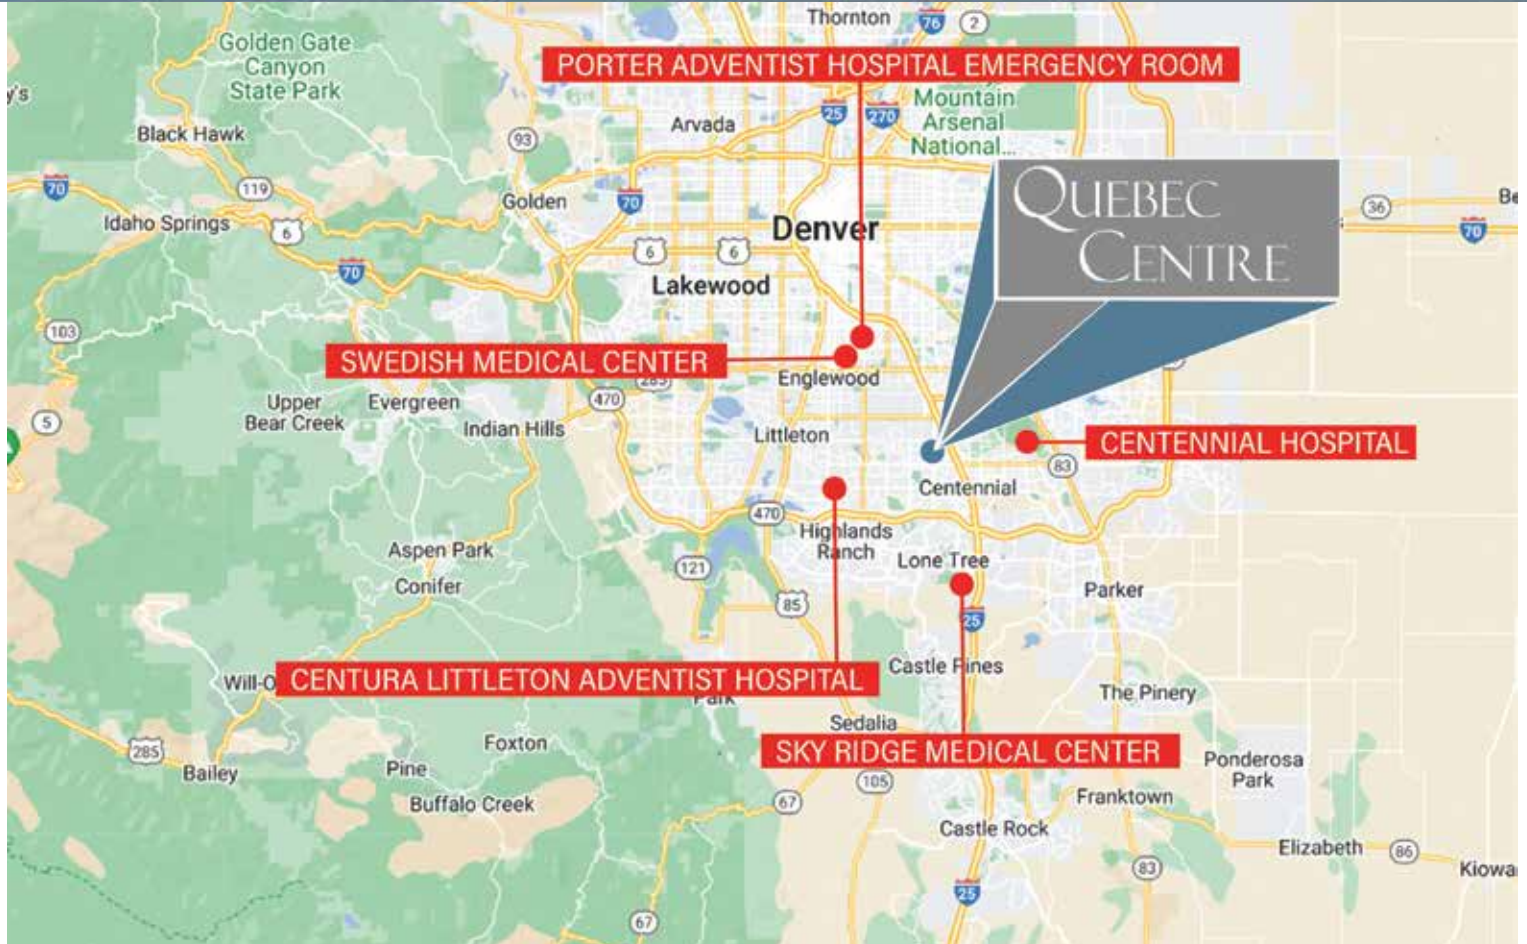 Thornton
76
2
Golden Gate
Canyon
State Park
PORTER ADVENTIST HOSPITAL EMERGENCY ROOM
y's
Mountain
Arsenal
National...
25
270
Black Hawk
93
Arvada
70
119
70
Golden
Idaho Springs
6
QUEBEC
CENTRE
36
Be
70
Denver
6
6
70
Lakewood
103
SWEDISH MEDICAL CENTER
Englewood
285
470
Upper
Bear Creek
Evergreen
5
Indian Hills
Littleton
CENTENNIAL HOSPITAL
83
Centennial
470
Highlands
Ranch
Aspen Park
Conifer
121
Lone Tree
85
Parker
25
Castle Pines
Will-O
CENTURA LITTLETON ADVENTIST HOSPITAL
Park
The Pinery
Sedalia
285
Foxton
SKY RIDGE MEDICAL CENTER
Bailey
Pine
Ponderosa
Park
105
Buffalo Creek
67
Franktown
Castle Rock
Elizabeth
86
Kiowa
83
25
67